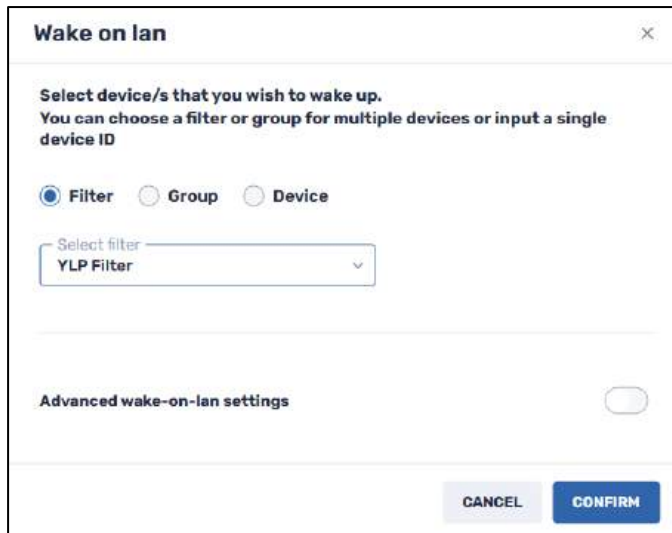 Wake on lan
Select device/s that you wish to wake up.
You can choose a filter or group for multiple devices or input a single
device ID
Filter Group Device
Select filter
YLP Filter
Advanced wake-on-lan settings
CANCEL CONFIRM